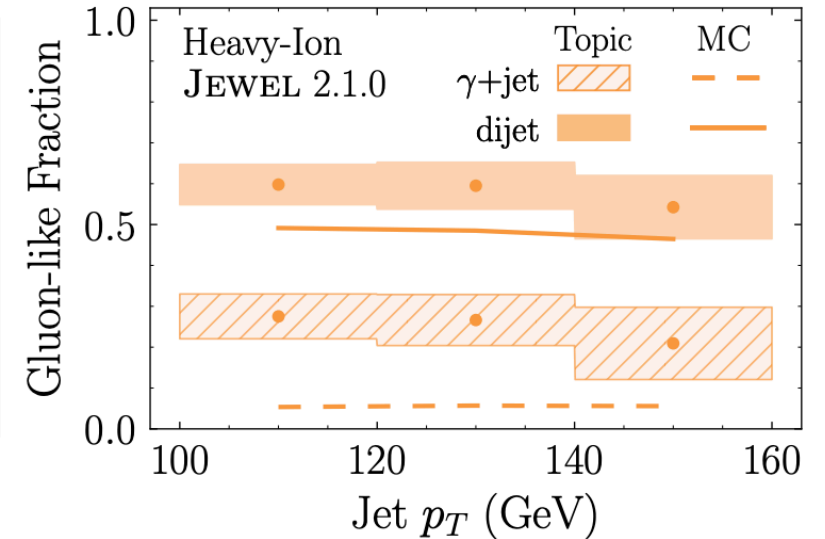 Heavy-Ion
JEWEL 2.1.0
Topic MC
γ+jet
dijet
Gluon-like Fraction
1.0
0.5
0.0
100 120 140 160
Jet p_T (GeV)